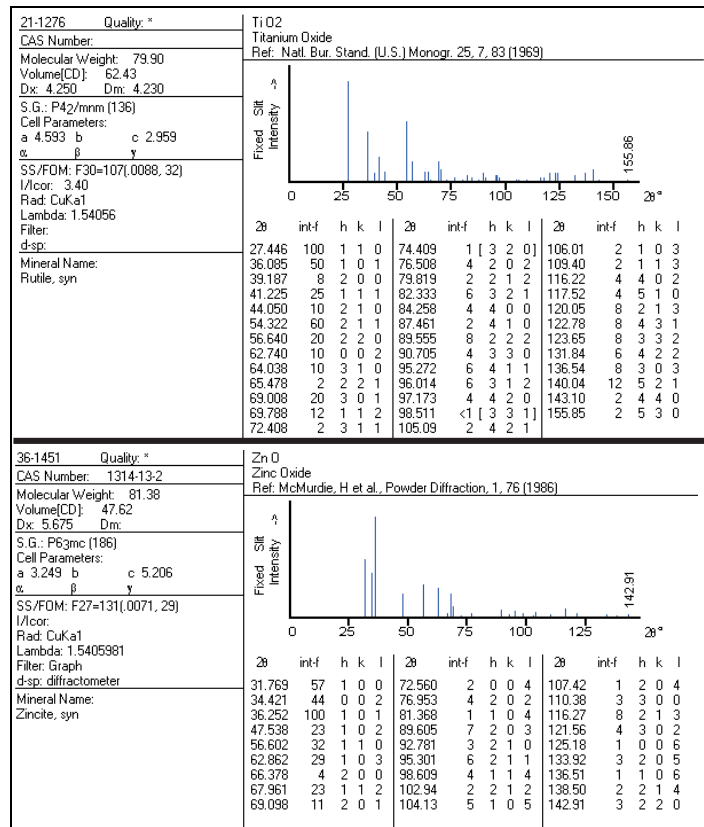 21-1276 Quality: *
CAS Number:
Molecular Weight: 79.90
Volume[CD]: 62.43
Dx: 4.250 Dm: 4.230
S.G.: P42/mnm (136)
Cell Parameters:
a 4.593 b c 2.959
α β γ
SS/FOM: F30=107(.0088, 32)
I/Icor: 3.40
Rad: CuKa1
Lambda: 1.54056
Filter:
d-sp:
Mineral Name:
Rutile, syn
Ti O2
Titanium Oxide
Ref: Natl. Bur. Stand. (U.S.) Monogr. 25, 7, 83 (1969)
Fixed Slit
Intensity ->
155.86
0 25 50 75 100 125 2θ°
2θ int-f h k l 2θ int-f h k l 2θ int-f h k l
27.446 100 1 1 0 74.409 1 [ 3 2 0] 106.01 2 1 0 3
36.085 50 1 0 1 76.508 4 2 0 2 109.40 2 1 1 3
39.187 8 2 0 0 79.819 2 2 1 2 116.22 4 4 0 2
41.225 25 1 1 1 82.333 6 3 2 1 117.52 4 5 1 0
44.050 10 2 1 0 84.258 4 4 0 0 120.05 8 2 1 3
54.322 60 2 1 1 87.461 2 4 1 0 122.78 8 4 3 1
56.640 20 2 2 0 89.555 8 2 2 2 123.65 8 3 3 2
62.740 10 0 0 2 90.705 4 3 3 0 131.84 6 4 2 2
64.038 10 3 1 0 95.272 6 4 1 1 136.54 8 3 0 3
65.478 2 2 2 1 96.014 6 3 1 2 140.04 12 5 2 1
69.008 20 3 0 1 97.173 4 4 2 0 143.10 2 4 4 0
69.788 12 1 1 2 98.511 <1 [ 3 3 1] 155.85 2 5 3 0
72.408 2 3 1 1 105.09 2 4 2 1
36-1451 Quality: *
CAS Number: 1314-13-2
Molecular Weight: 81.38
Volume[CD]: 47.62
Dx: 5.675 Dm:
S.G.: P63mc (186)
Cell Parameters:
a 3.249 b c 5.206
α β γ
SS/FOM: F27=131(.0071, 29)
I/Icor:
Rad: CuKa1
Lambda: 1.5405981
Filter: Graph
d-sp: diffractometer
Mineral Name:
Zincite, syn
Zn O
Zinc Oxide
Ref: McMurdie, H et al., Powder Diffraction, 1, 76 (1986)
Fixed Slit
Intensity ->
142.91
0 25 50 75 100 125 2θ°
2θ int-f h k l 2θ int-f h k l 2θ int-f h k l
31.769 57 1 0 0 72.560 2 0 0 4 107.42 1 2 0 4
34.421 44 0 0 2 76.953 4 2 0 2 110.38 3 3 0 0
36.252 100 1 0 1 81.368 1 1 0 4 116.27 8 2 1 3
47.538 23 1 0 2 89.605 7 2 0 3 121.56 4 3 0 2
56.602 32 1 1 0 92.781 3 2 1 0 125.18 1 0 0 6
62.862 29 1 0 3 95.301 6 2 1 1 133.92 3 2 0 5
66.378 4 2 0 0 98.609 4 1 1 4 136.51 1 1 0 6
67.961 23 1 1 2 102.94 2 2 1 2 138.50 2 2 1 4
69.098 11 2 0 1 104.13 5 1 0 5 142.91 3 2 2 0